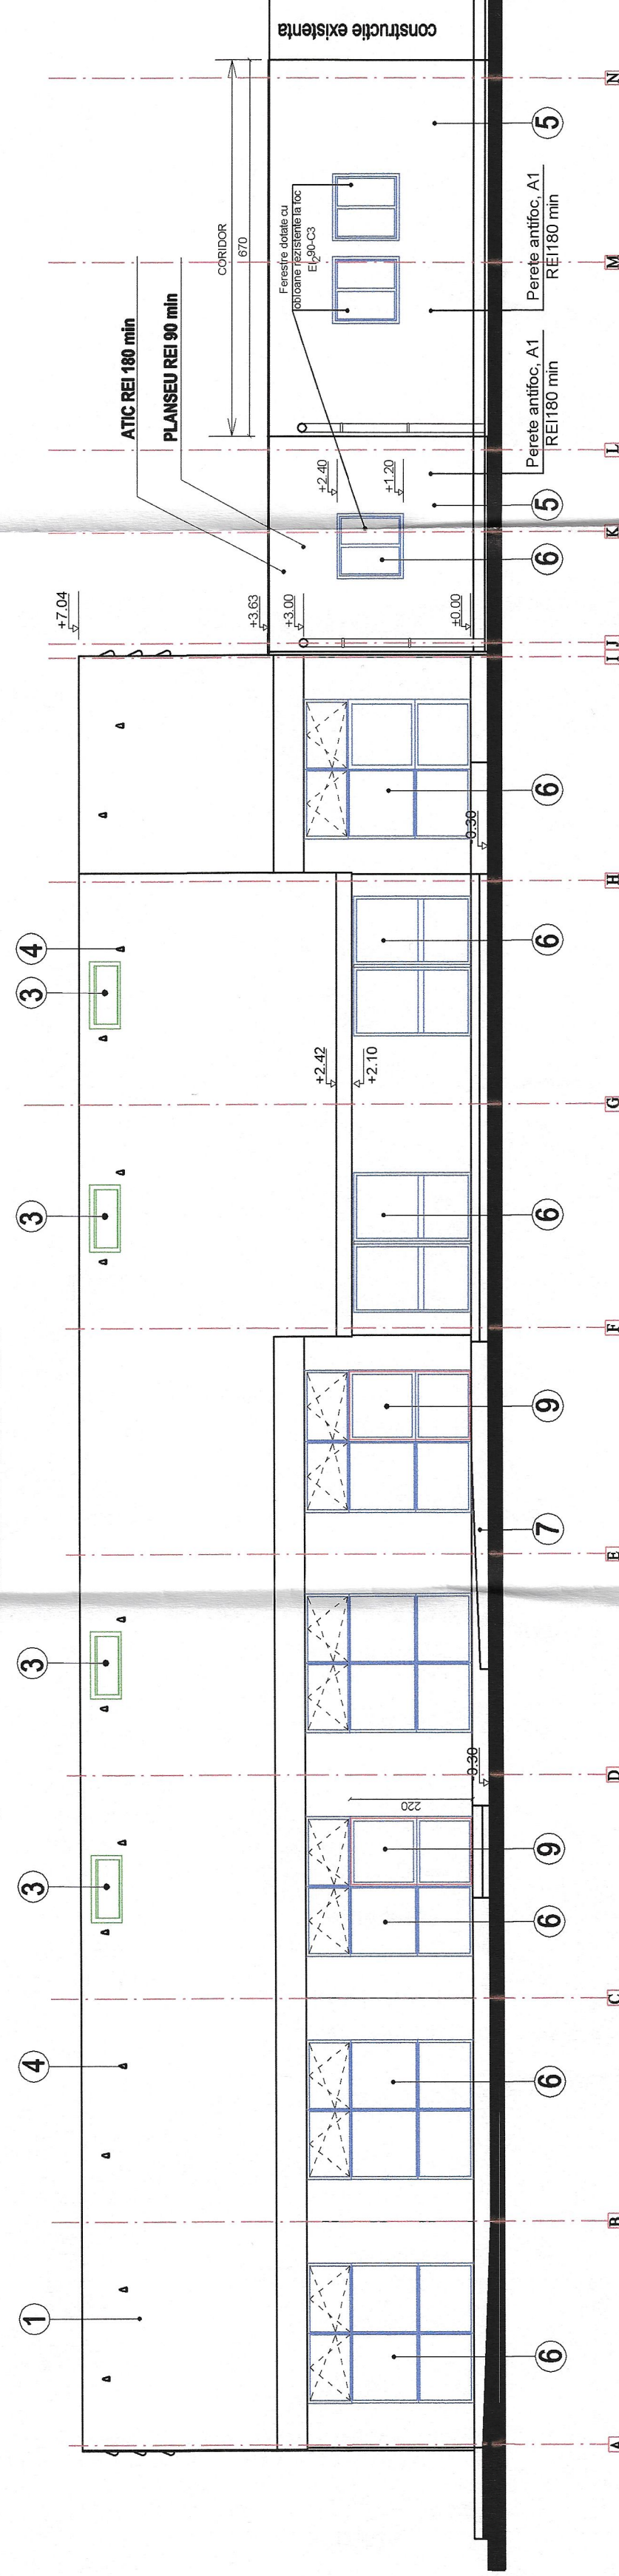 3
3
3
3
4
4
1
+7.04
ATIC REI 180 min
PLANSEU REI 90 min
CORIDOR
670
constructie existenta
Ferestre dotate cu
obloane rezistente la foc
EI₂90-C3
+3.63
+3.00
+2.40
+1.20
±0.00
+2.42
+2.10
220
-0.30
-0.30
6
6
6
9
7
9
6
6
6
6
5
5
Perete antifoc, A1
REI180 min
Perete antifoc, A1
REI180 min
A
B
C
D
E
F
G
H
I
J
K
L
M
N